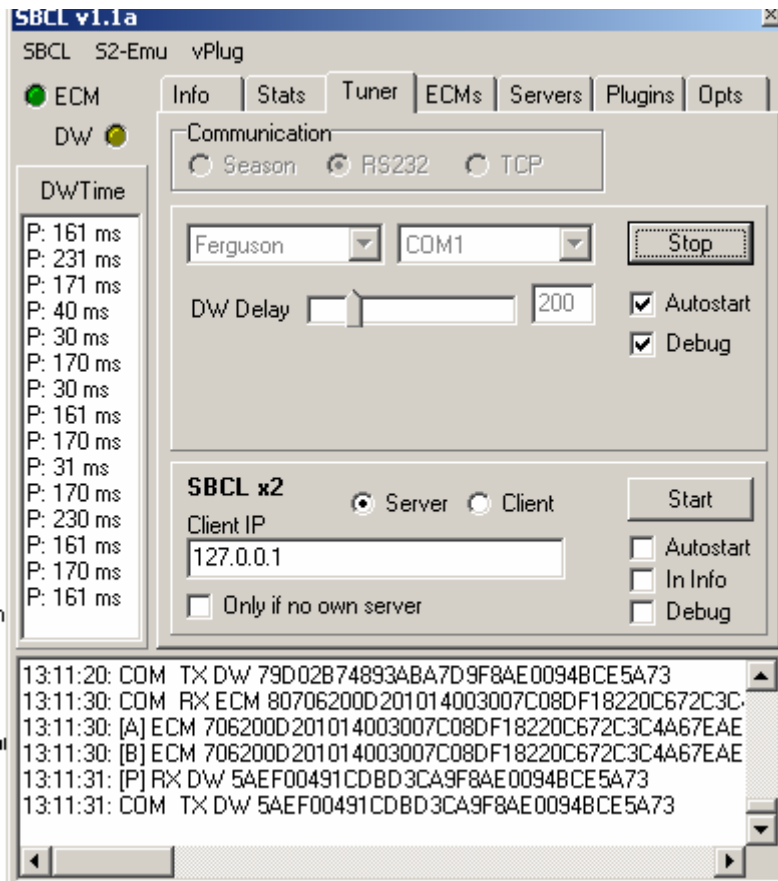 SBCL v1.1a
SBCL S2-Emu vPlug
ECM
DW
Info Stats Tuner ECMs Servers Plugins Opts
Communication
Season RS232 TCP
DWTime
P: 161 ms
P: 231 ms
P: 171 ms
P: 40 ms
P: 30 ms
P: 170 ms
P: 30 ms
P: 161 ms
P: 170 ms
P: 31 ms
P: 170 ms
P: 230 ms
P: 161 ms
P: 170 ms
P: 161 ms
Ferguson COM1 Stop
DW Delay 200 Autostart
Debug
SBCL x2 Server Client Start
Client IP
127.0.0.1
Autostart
In Info
Only if no own server
Debug
13:11:20: COM TX DW 79D02B74893ABA7D9F8AE0094BCE5A73
13:11:30: COM RX ECM 80706200D201014003007C08DF18220C672C3C
13:11:30: [A] ECM 706200D201014003007C08DF18220C672C3C4A67EAE
13:11:30: [B] ECM 706200D201014003007C08DF18220C672C3C4A67EAE
13:11:31: [P] RX DW 5AEF00491CDBD3CA9F8AE0094BCE5A73
13:11:31: COM TX DW 5AEF00491CDBD3CA9F8AE0094BCE5A73